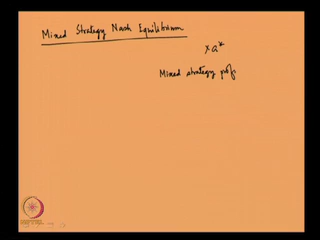 Mixed Strategy Nash Equilibrium
× a*
Mixed strategy prof